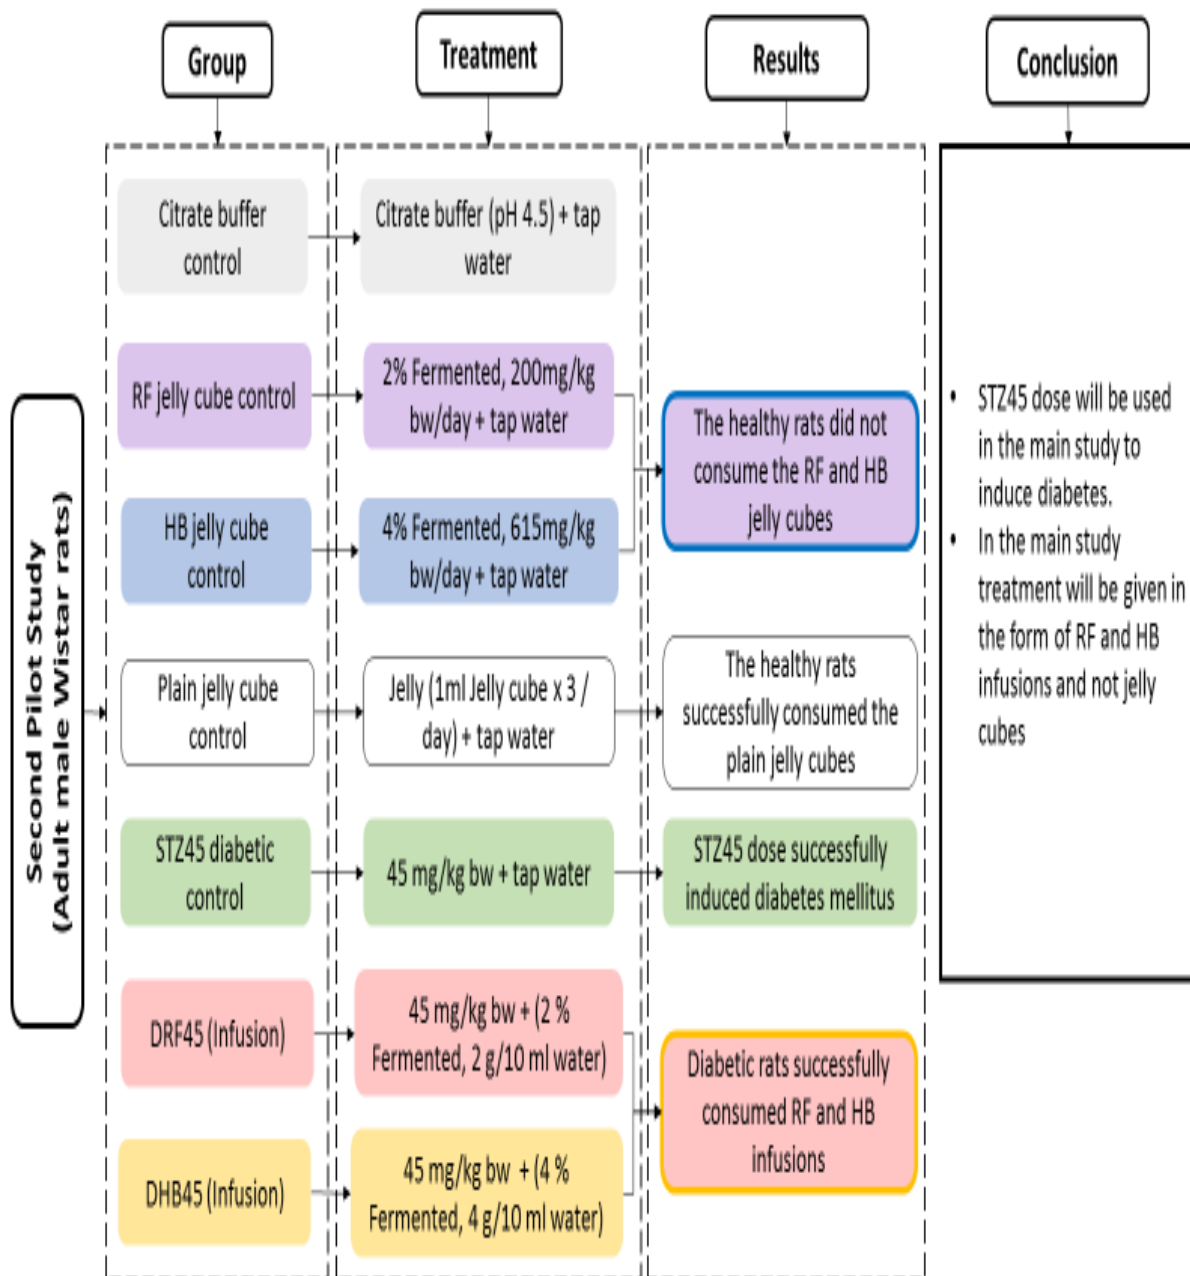 Group
Treatment
Results
Conclusion
Second Pilot Study
(Adult male Wistar rats)
Citrate buffer
control
Citrate buffer (pH 4.5) + tap
water
RF jelly cube control
2% Fermented, 200mg/kg
bw/day + tap water
HB jelly cube
control
4% Fermented, 615mg/kg
bw/day + tap water
The healthy rats did not
consume the RF and HB
jelly cubes
Plain jelly cube
control
Jelly (1ml Jelly cube x 3 /
day) + tap water
The healthy rats
successfully consumed the
plain jelly cubes
STZ45 diabetic
control
45 mg/kg bw + tap water
STZ45 dose successfully
induced diabetes mellitus
DRF45 (Infusion)
45 mg/kg bw + (2 %
Fermented, 2 g/10 ml water)
DHB45 (Infusion)
45 mg/kg bw + (4 %
Fermented, 4 g/10 ml water)
Diabetic rats successfully
consumed RF and HB
infusions
• STZ45 dose will be used
in the main study to
induce diabetes.
• In the main study
treatment will be given in
the form of RF and HB
infusions and not jelly
cubes